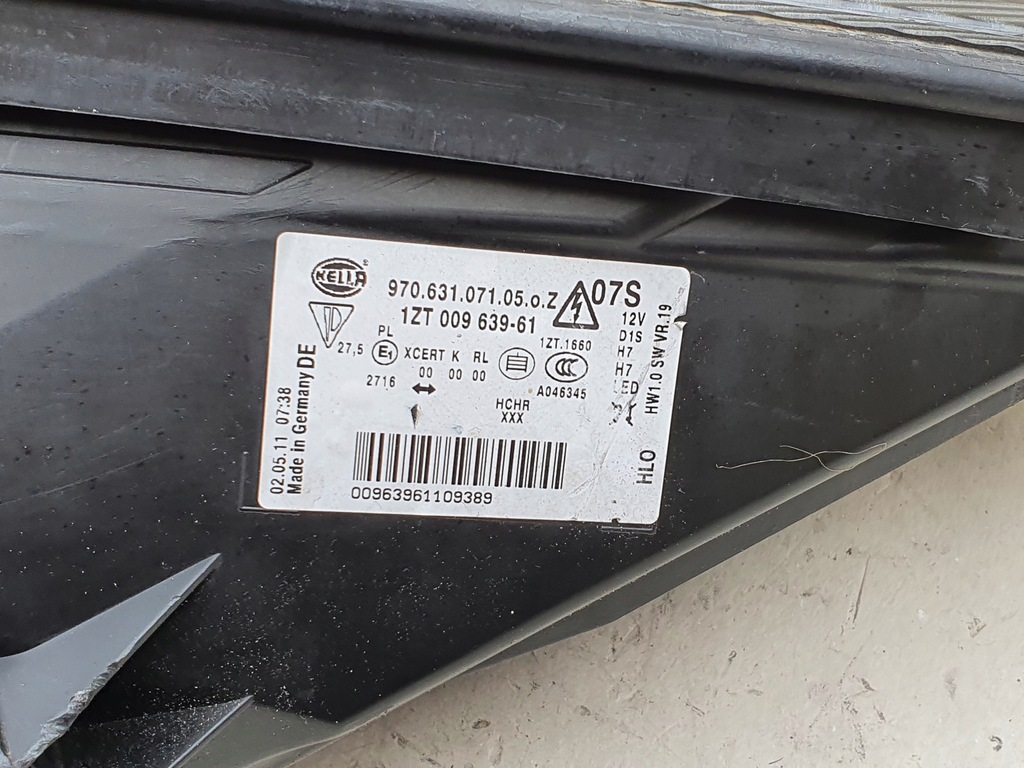 HELLA ®
970.631.071.05.o.Z
1ZT 009 639-61
07S
12V
D1S
H7
H7
LED
27,5
PL
E1
2716
XCERT K RL
00 00 00
1ZT.1660
CCC
A046345
HCHR
XXX
00963961109389
02.05.11 07:38
Made in Germany DE
HW1.0 SW VR.19
HLO